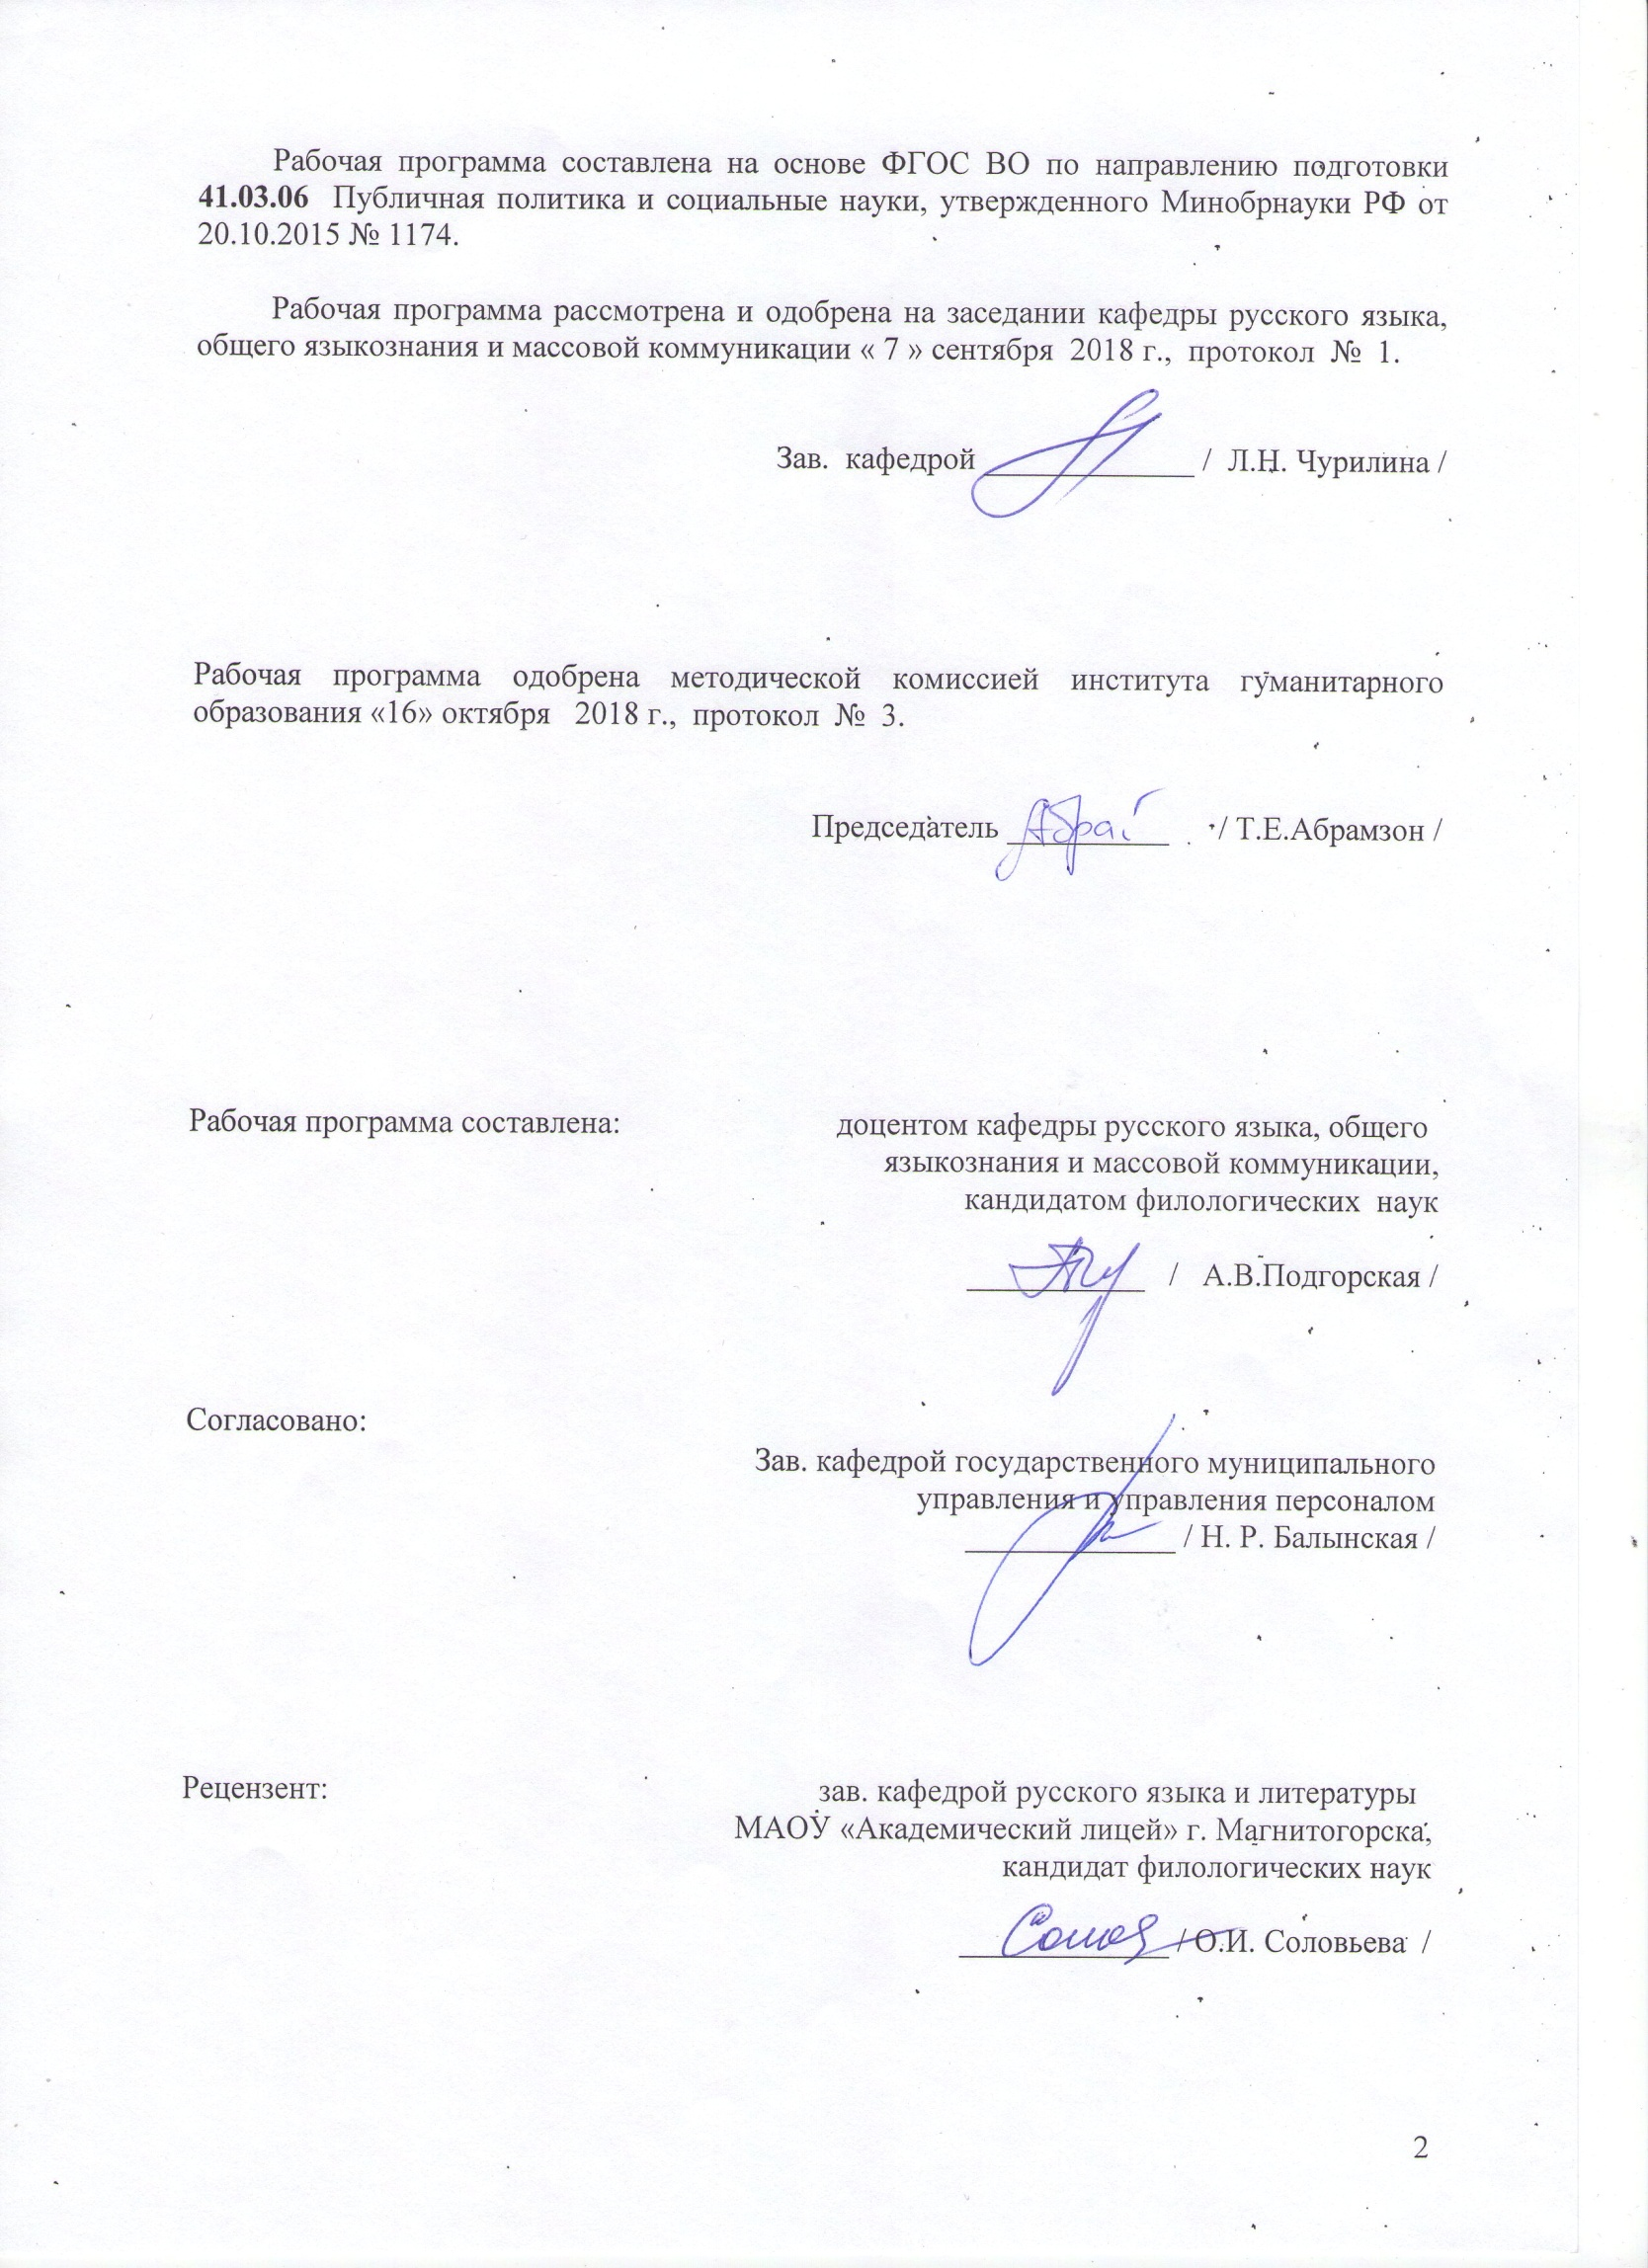 Рабочая программа составлена на основе ФГОС ВО по направлению подготовки
41.03.06 Публичная политика и социальные науки, утвержденного Минобрнауки РФ от
20.10.2015 № 1174.
Рабочая программа рассмотрена и одобрена на заседании кафедры русского языка,
общего языкознания и массовой коммуникации « 7 » сентября 2018 г., протокол № 1.
Зав. кафедрой ______________ / Л.Н. Чурилина /
Рабочая программа одобрена методической комиссией института гуманитарного
образования «16» октября 2018 г., протокол № 3.
Председатель ___________ / Т.Е.Абрамзон /
Рабочая программа составлена: доцентом кафедры русского языка, общего
языкознания и массовой коммуникации,
кандидатом филологических наук
____________ / А.В.Подгорская /
Согласовано:
Зав. кафедрой государственного муниципального
управления и управления персоналом
______________ / Н. Р. Балынская /
Рецензент: зав. кафедрой русского языка и литературы
МАОУ «Академический лицей» г. Магнитогорска,
кандидат филологических наук
______________ / О.И. Соловьева /
2